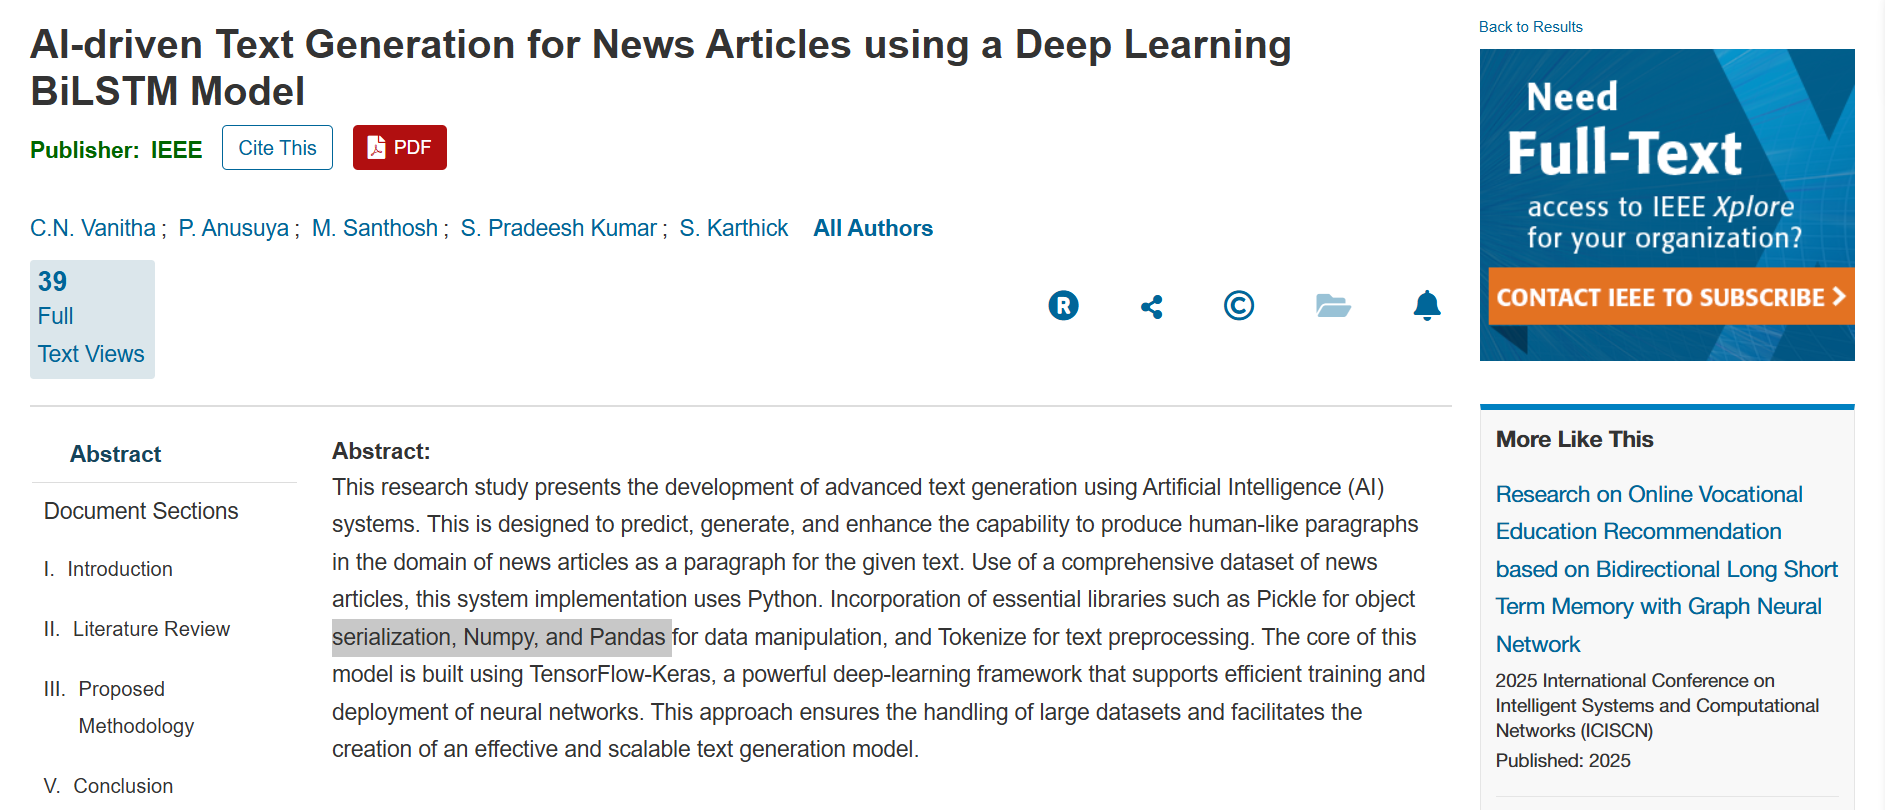 AI-driven Text Generation for News Articles using a Deep Learning
BiLSTM Model
Publisher: IEEE
Cite This
PDF
C.N. Vanitha ; P. Anusuya ; M. Santhosh ; S. Pradeesh Kumar ; S. Karthick All Authors
39
Full
Text Views
R
C
Abstract
Document Sections
I. Introduction
II. Literature Review
III. Proposed
Methodology
V. Conclusion
Abstract:
This research study presents the development of advanced text generation using Artificial Intelligence (AI)
systems. This is designed to predict, generate, and enhance the capability to produce human-like paragraphs
in the domain of news articles as a paragraph for the given text. Use of a comprehensive dataset of news
articles, this system implementation uses Python. Incorporation of essential libraries such as Pickle for object
serialization, Numpy, and Pandas for data manipulation, and Tokenize for text preprocessing. The core of this
model is built using TensorFlow-Keras, a powerful deep-learning framework that supports efficient training and
deployment of neural networks. This approach ensures the handling of large datasets and facilitates the
creation of an effective and scalable text generation model.
Back to Results
Need
Full-Text
access to IEEE Xplore
for your organization?
CONTACT IEEE TO SUBSCRIBE >
More Like This
Research on Online Vocational
Education Recommendation
based on Bidirectional Long Short
Term Memory with Graph Neural
Network
2025 International Conference on
Intelligent Systems and Computational
Networks (ICISCN)
Published: 2025